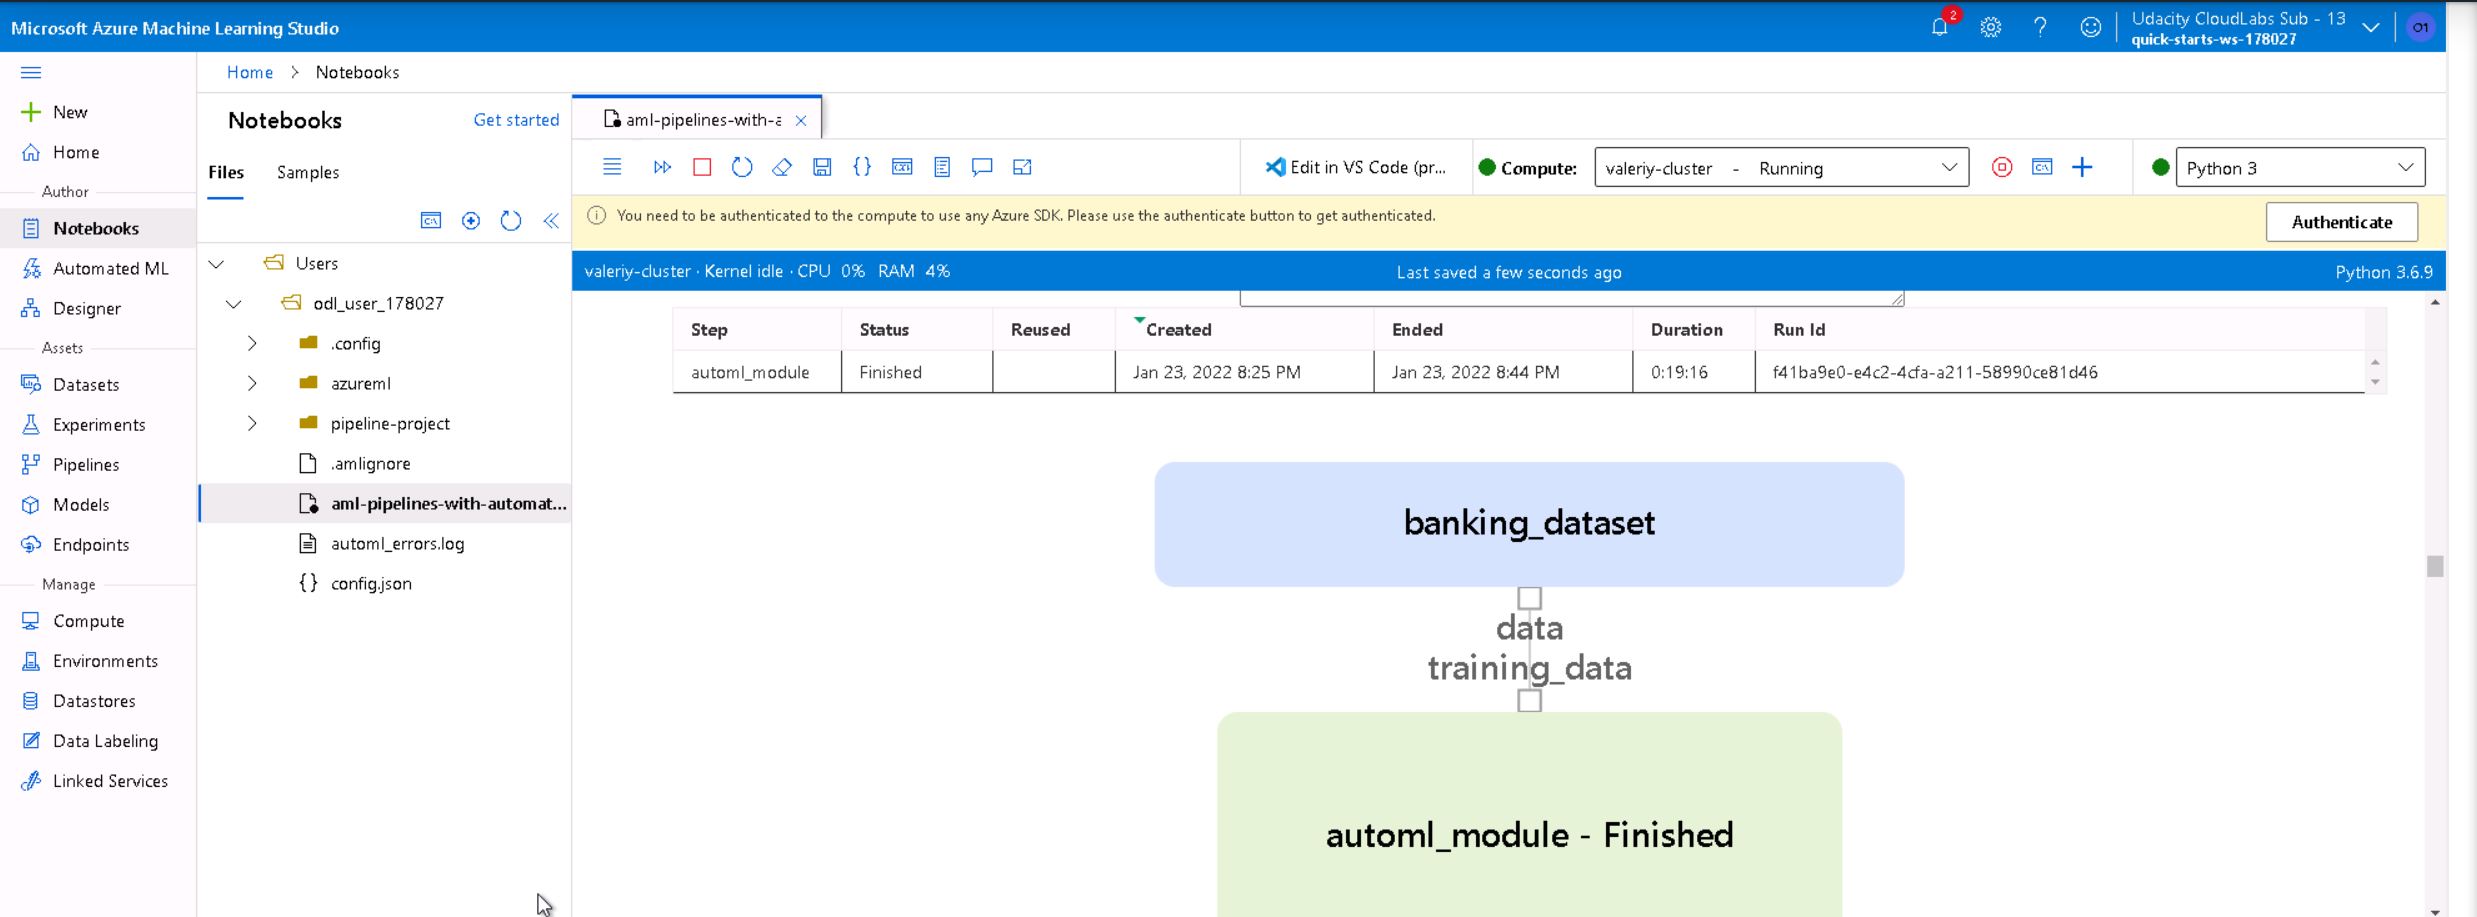 Microsoft Azure Machine Learning Studio
2
Udacity CloudLabs Sub - 13
quick-starts-ws-178027
O1
Home > Notebooks
New
Home
Author
Notebooks
Automated ML
Designer
Assets
Datasets
Experiments
Pipelines
Models
Endpoints
Manage
Compute
Environments
Datastores
Data Labeling
Linked Services
Notebooks
Get started
Files
Samples
Users
odl_user_178027
.config
azureml
pipeline-project
.amlignore
aml-pipelines-with-automat...
automl_errors.log
config.json
aml-pipelines-with-a
Edit in VS Code (pr...
Compute:
valeriy-cluster - Running
Python 3
You need to be authenticated to the compute to use any Azure SDK. Please use the authenticate button to get authenticated.
Authenticate
valeriy-cluster · Kernel idle · CPU 0% RAM 4%
Last saved a few seconds ago
Python 3.6.9
Step Status Reused Created Ended Duration Run Id
automl_module Finished Jan 23, 2022 8:25 PM Jan 23, 2022 8:44 PM 0:19:16 f41ba9e0-e4c2-4cfa-a211-58990ce81d46
banking_dataset
data
training_data
automl_module - Finished